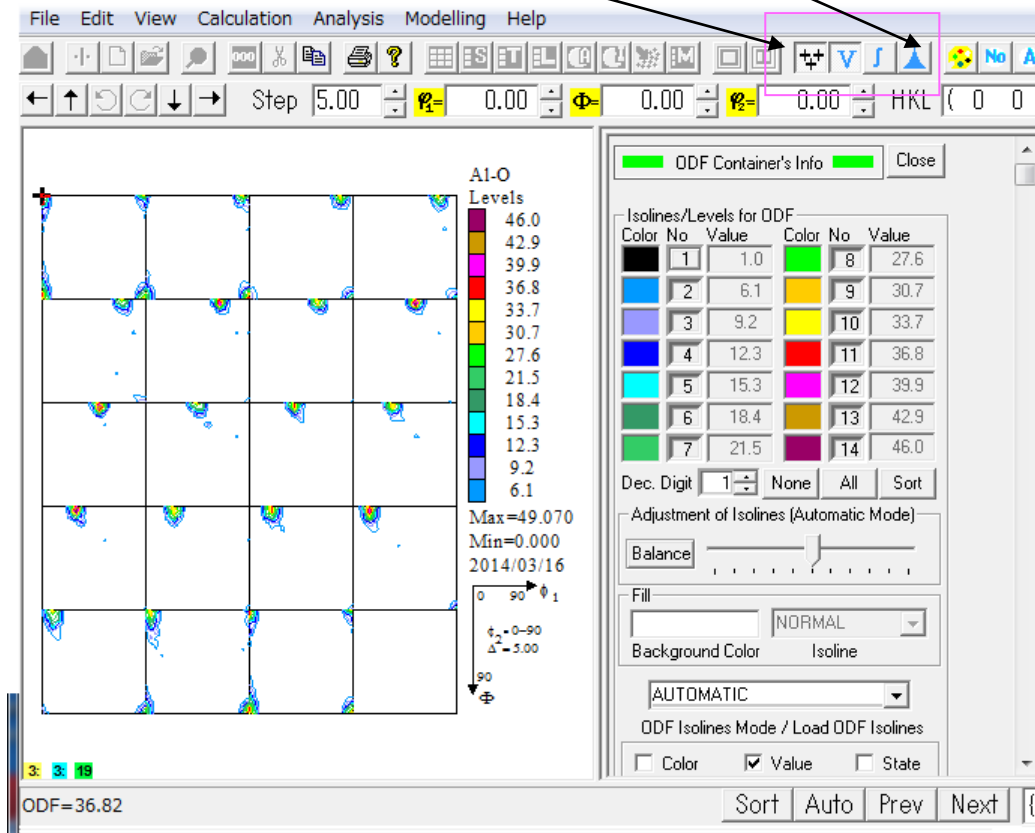 File Edit View Calculation Analysis Modelling Help
Step 5.00 φ1= 0.00 Φ= 0.00 φ2= 0.00 HKL ( 0 0
ODF Container's Info Close
Al-O
Levels
46.0
42.9
39.9
36.8
33.7
30.7
27.6
21.5
18.4
15.3
12.3
9.2
6.1
Max=49.070
Min=0.000
2014/03/16
0 90 ϕ1
ϕ2=0-90
Δ=5.00
90
Φ
Isolines/Levels for ODF
Color No Value Color No Value
1 1.0 8 27.6
2 6.1 9 30.7
3 9.2 10 33.7
4 12.3 11 36.8
5 15.3 12 39.9
6 18.4 13 42.9
7 21.5 14 46.0
Dec. Digit 1 None All Sort
Adjustment of Isolines (Automatic Mode)
Balance
Fill
NORMAL
Background Color Isoline
AUTOMATIC
ODF Isolines Mode / Load ODF Isolines
Color Value State
3: 3: 19
ODF=36.82
Sort Auto Prev Next